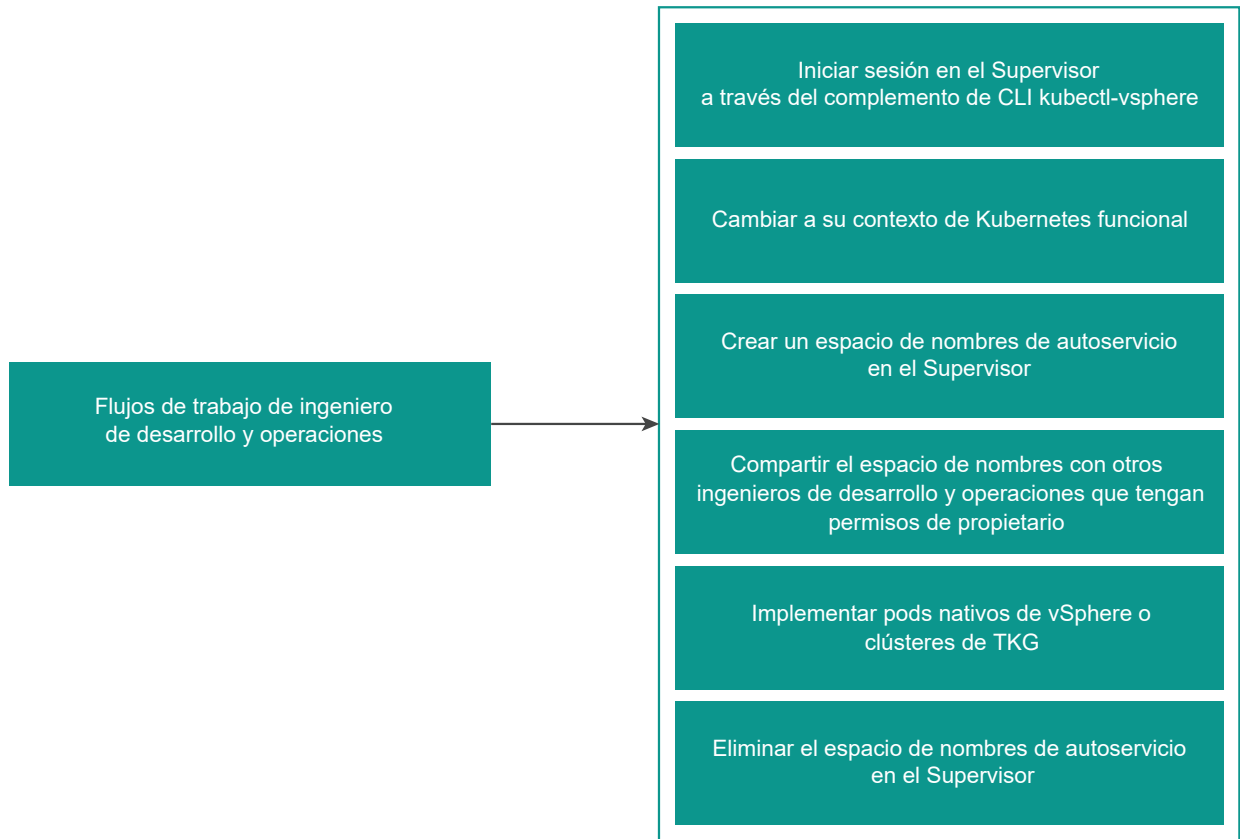 Iniciar sesión en el Supervisor
a través del complemento de CLI kubectl-vsphere
Cambiar a su contexto de Kubernetes funcional
Crear un espacio de nombres de autoservicio
en el Supervisor
Flujos de trabajo de ingeniero
de desarrollo y operaciones
Compartir el espacio de nombres con otros
ingenieros de desarrollo y operaciones que tengan
permisos de propietario
Implementar pods nativos de vSphere o
clústeres de TKG
Eliminar el espacio de nombres de autoservicio
en el Supervisor